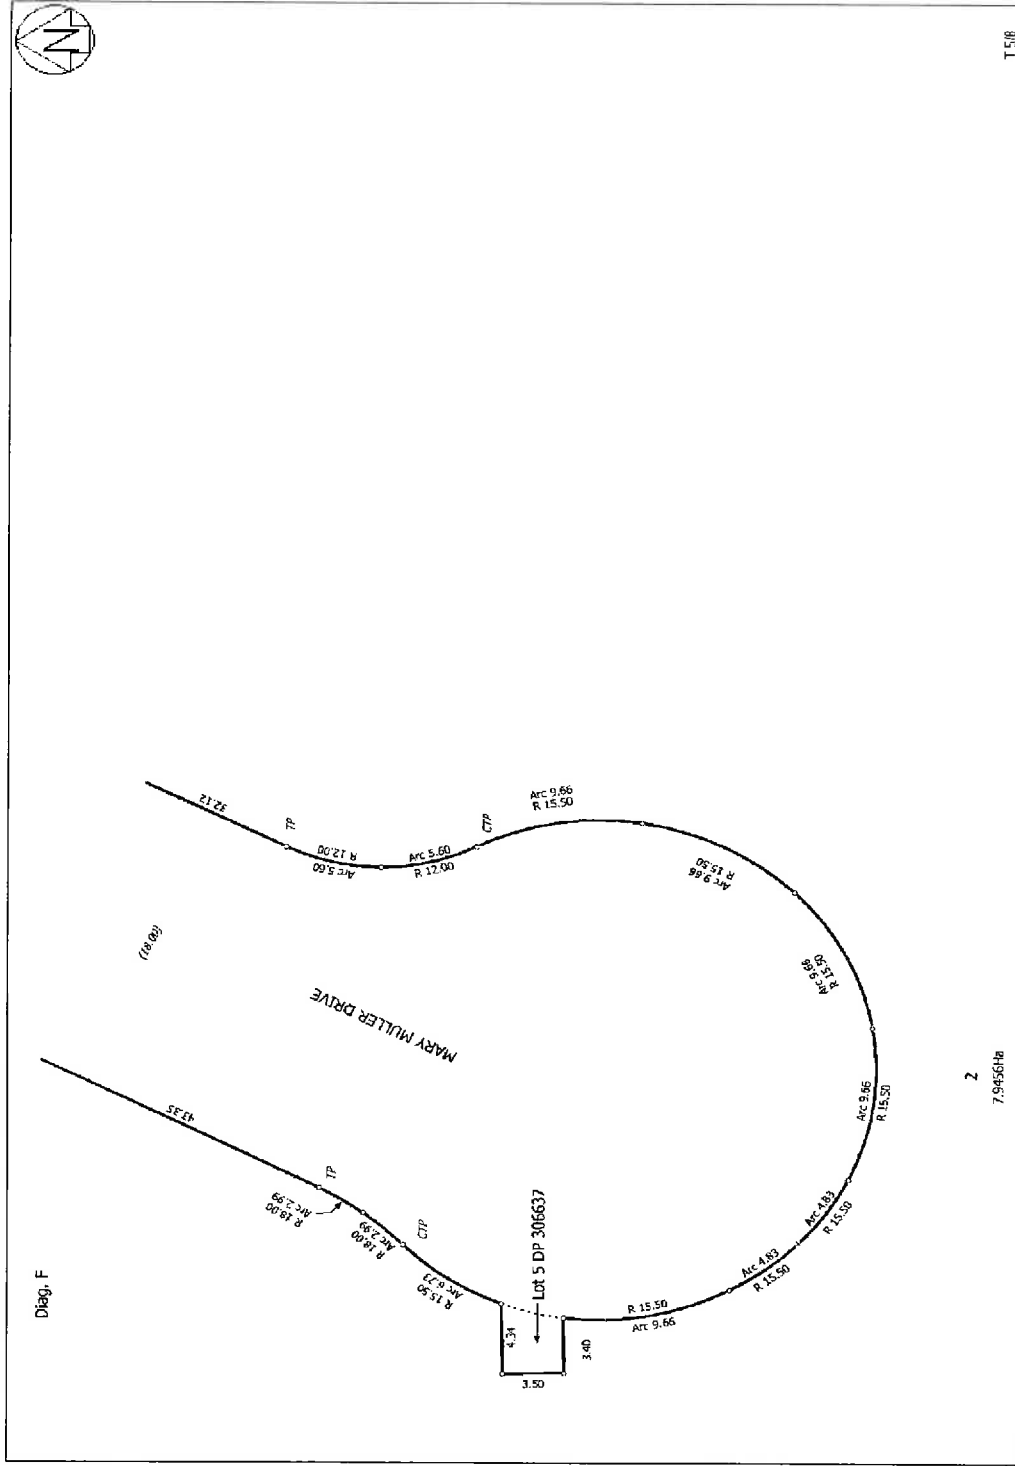 N
T 5/8
Diag. F
32.12
TP
R 12.00
Arc 5.60
Arc 5.60
R 12.00
CTP
Arc 9.66
R 15.50
Arc 9.66
R 15.50
Arc 9.66
R 15.50
Arc 9.66
R 15.50
Arc 4.83
R 15.50
Arc 4.83
R 15.50
R 15.50
Arc 9.66
3.40
3.50
4.34
Lot 5 DP 306637
R 15.50
Arc 6.73
CTP
R 18.00
Arc 2.99
R 18.00
Arc 2.99
TP
43.35
(18.00)
MARY MULLER DRIVE
2
7.9456Ha